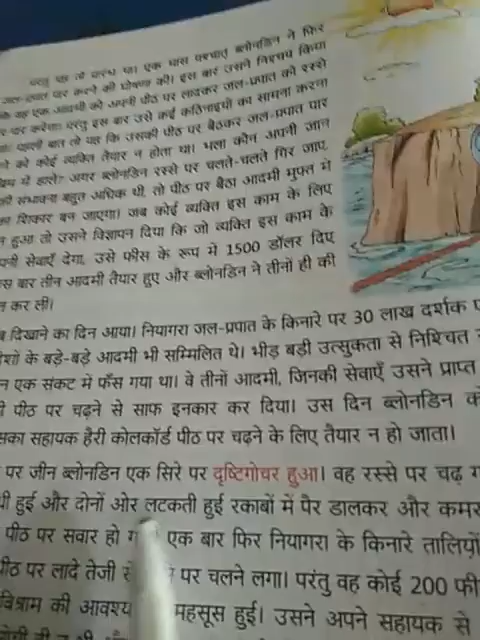 परंतु यह तो प्रारंभ था। एक मास पश्चात् ब्लोनडिन ने फिर
जल-प्रपात पार करने की घोषणा की। इस बार उसने निश्चय किया
वह एक आदमी को अपनी पीठ पर लादकर जल-प्रपात को रस्से
पार करेगा। परंतु इस बार उसे कई कठिनाइयों का सामना करना
पहली बात तो यह कि उसकी पीठ पर बैठकर जल-प्रपात पार
को कोई व्यक्ति तैयार न होता था। भला कौन अपनी जान
में डाले? अगर ब्लोनडिन रस्से पर चलते-चलते गिर जाए,
की संभावना बहुत अधिक थी, तो पीठ पर बैठा आदमी मुफ्त में
का शिकार बन जाएगा। जब कोई व्यक्ति इस काम के लिए
न हुआ तो उसने विज्ञापन दिया कि जो व्यक्ति इस काम के
अपनी सेवाएँ देगा, उसे फीस के रूप में 1500 डॉलर दिए
इस बार तीन आदमी तैयार हुए और ब्लोनडिन ने तीनों ही की
कर लीं।
दिखाने का दिन आया। नियागरा जल-प्रपात के किनारे पर 30 लाख दर्शक
के बड़े-बड़े आदमी भी सम्मिलित थे। भीड़ बड़ी उत्सुकता से निश्चित
एक संकट में फँस गया था। वे तीनों आदमी, जिनकी सेवाएँ उसने प्राप्त
पीठ पर चढ़ने से साफ इनकार कर दिया। उस दिन ब्लोनडिन
सहायक हैरी कोलकॉर्ड पीठ पर चढ़ने के लिए तैयार न हो जाता।
पर जीन ब्लोनडिन एक सिरे पर दृष्टिगोचर हुआ। वह रस्से पर चढ़
हुई और दोनों ओर लटकती हुई रकाबों में पैर डालकर और कमर
पीठ पर सवार हो एक बार फिर नियागरा के किनारे तालियों
पीठ पर लादे तेजी पर चलने लगा। परंतु वह कोई 200
विश्राम की महसूस हुई। उसने अपने सहायक से